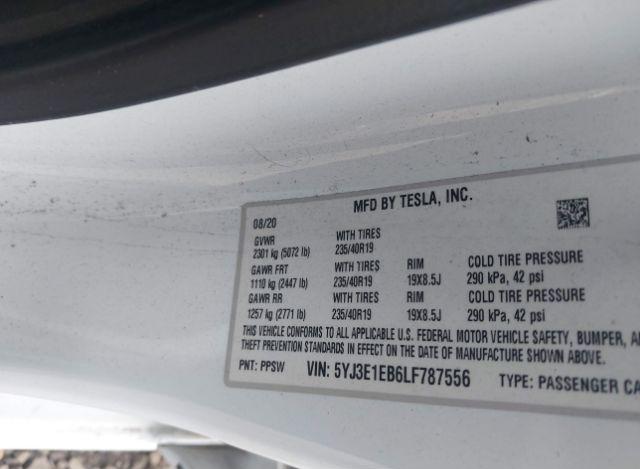 MFD BY TESLA, INC.
08/20
GVWR WITH TIRES
2301 kg (5072 lb) 235/40R19
GAWR FRT WITH TIRES RIM COLD TIRE PRESSURE
1110 kg (2447 lb) 235/40R19 19X8.5J 290 kPa, 42 psi
GAWR RR WITH TIRES RIM COLD TIRE PRESSURE
1257 kg (2771 lb) 235/40R19 19X8.5J 290 kPa, 42 psi
THIS VEHICLE CONFORMS TO ALL APPLICABLE U.S. FEDERAL MOTOR VEHICLE SAFETY, BUMPER,
THEFT PREVENTION STANDARDS IN EFFECT ON THE DATE OF MANUFACTURE SHOWN ABOVE.
PNT: PPSW VIN: 5YJ3E1EB6LF787556 TYPE: PASSENGER